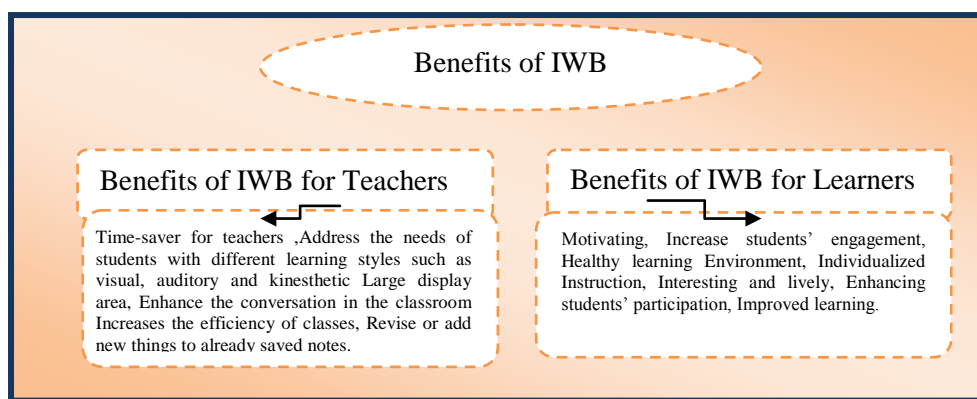 Benefits of IWB
Benefits of IWB for Teachers
Time-saver for teachers ,Address the needs of
students with different learning styles such as
visual, auditory and kinesthetic Large display
area, Enhance the conversation in the classroom
Increases the efficiency of classes, Revise or add
new things to already saved notes.
Benefits of IWB for Learners
Motivating, Increase students’ engagement,
Healthy learning Environment, Individualized
Instruction, Interesting and lively, Enhancing
students’ participation, Improved learning.